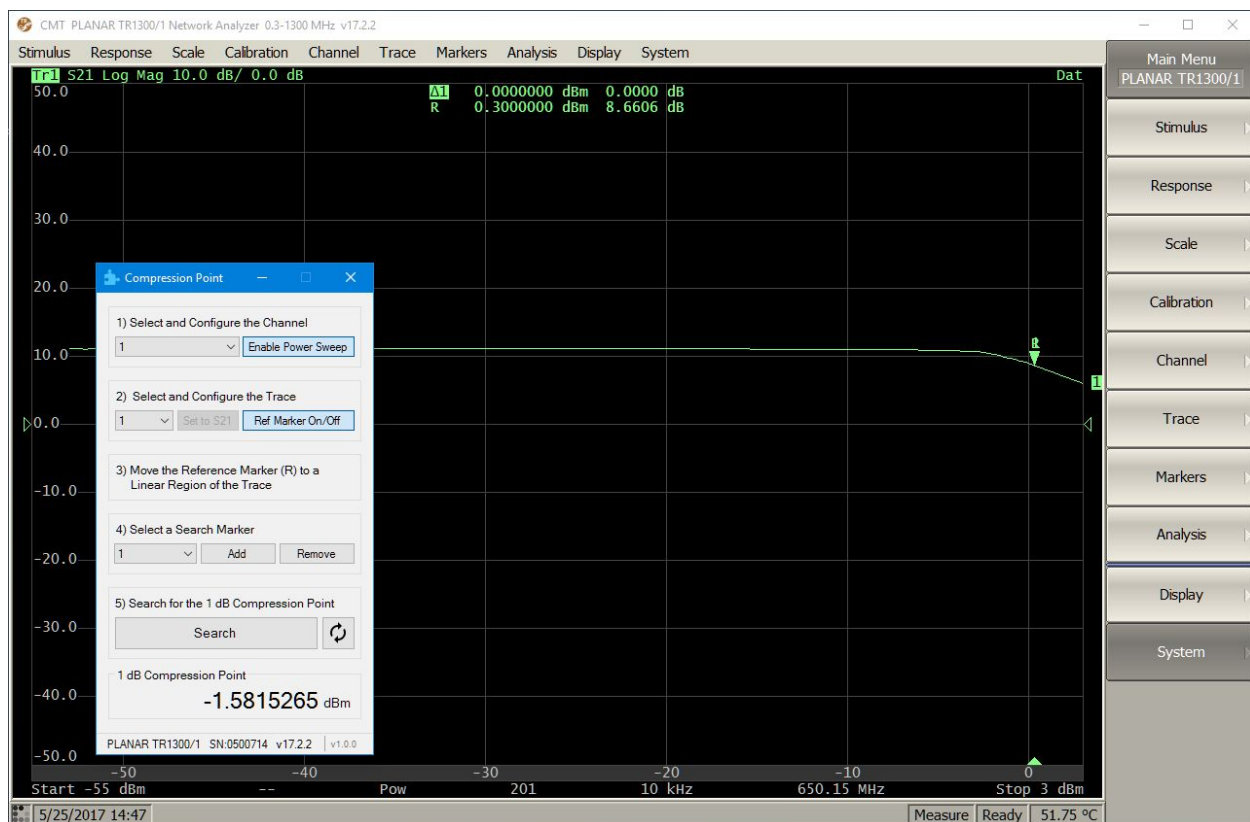 CMT PLANAR TR1300/1 Network Analyzer 0.3-1300 MHz v17.2.2
Stimulus Response Scale Calibration Channel Trace Markers Analysis Display System
Main Menu
PLANAR TR1300/1
Stimulus
Response
Scale
Calibration
Channel
Trace
Markers
Analysis
Display
System
Tr1 S21 Log Mag 10.0 dB/ 0.0 dB
Dat
Δ1 0.0000000 dBm 0.0000 dB
R 0.3000000 dBm 8.6606 dB
50.0
40.0
30.0
20.0
10.0
0.0
-10.0
-20.0
-30.0
-40.0
-50.0
1
Compression Point
1) Select and Configure the Channel
1 Enable Power Sweep
2) Select and Configure the Trace
1 Set to S21 Ref Marker On/Off
3) Move the Reference Marker (R) to a
Linear Region of the Trace
4) Select a Search Marker
1 Add Remove
5) Search for the 1 dB Compression Point
Search
1 dB Compression Point
-1.5815265 dBm
PLANAR TR1300/1 SN:0500714 v17.2.2 v1.0.0
-50 -40 -30 -20 -10 0
Start -55 dBm -- Pow 201 10 kHz 650.15 MHz Stop 3 dBm
5/25/2017 14:47 Measure Ready 51.75 ºC